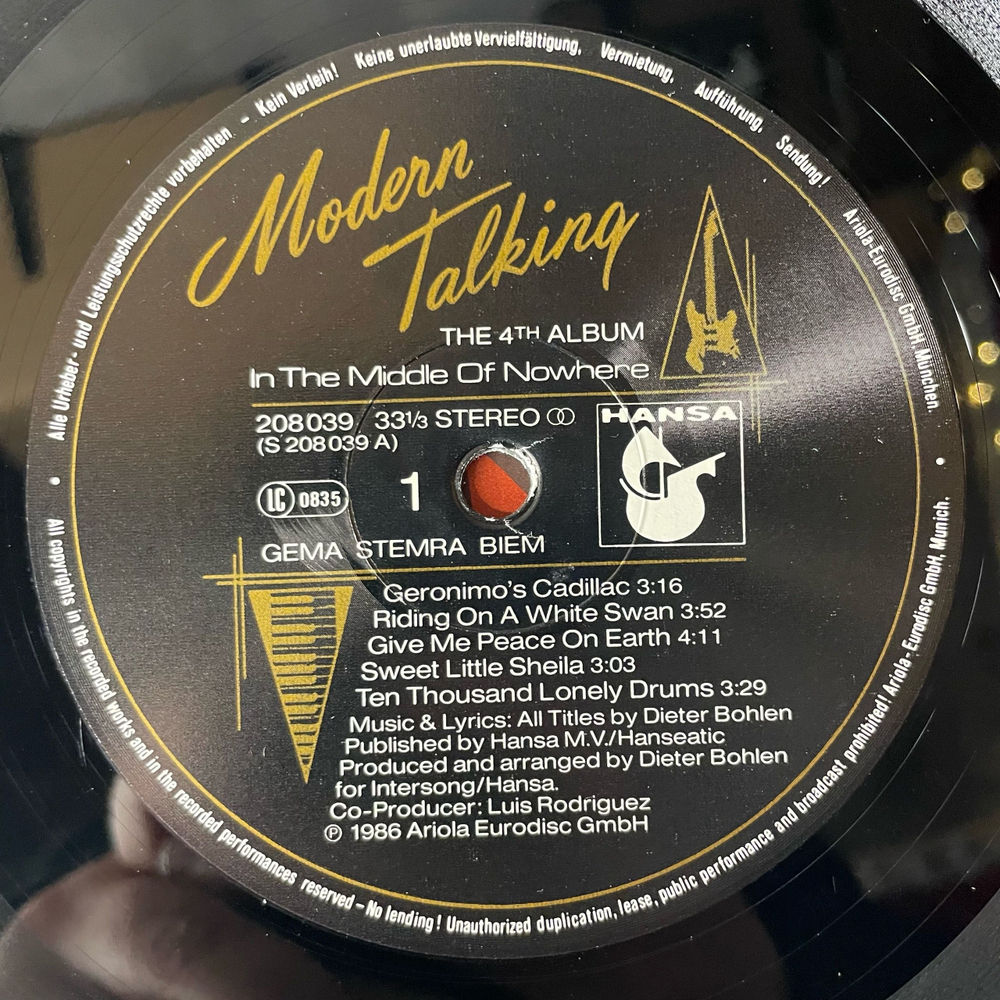 Alle Urheber- und Leistungsschutzrechte vorbehalten - Kein Verleih! Keine unerlaubte Vervielfältigung, Vermietung, Aufführung, Sendung!
Ariola-Eurodisc GmbH, München.
Modern
Talking
THE 4TH ALBUM
In The Middle Of Nowhere
208 039 33 1/3 STEREO
(S 208 039 A)
HANSA
LC 0835
1
GEMA STEMRA BIEM
Geronimo's Cadillac 3:16
Riding On A White Swan 3:52
Give Me Peace On Earth 4:11
Sweet Little Sheila 3:03
Ten Thousand Lonely Drums 3:29
Music & Lyrics: All Titles by Dieter Bohlen
Published by Hansa M.V./Hanseatic
Produced and arranged by Dieter Bohlen
for Intersong/Hansa.
Co-Producer: Luis Rodriguez
℗ 1986 Ariola Eurodisc GmbH
All copyrights in the recorded works and in the recorded performances reserved - No lending! Unauthorized duplication, lease, public performance and broadcast prohibited! Ariola-Eurodisc GmbH, Munich.